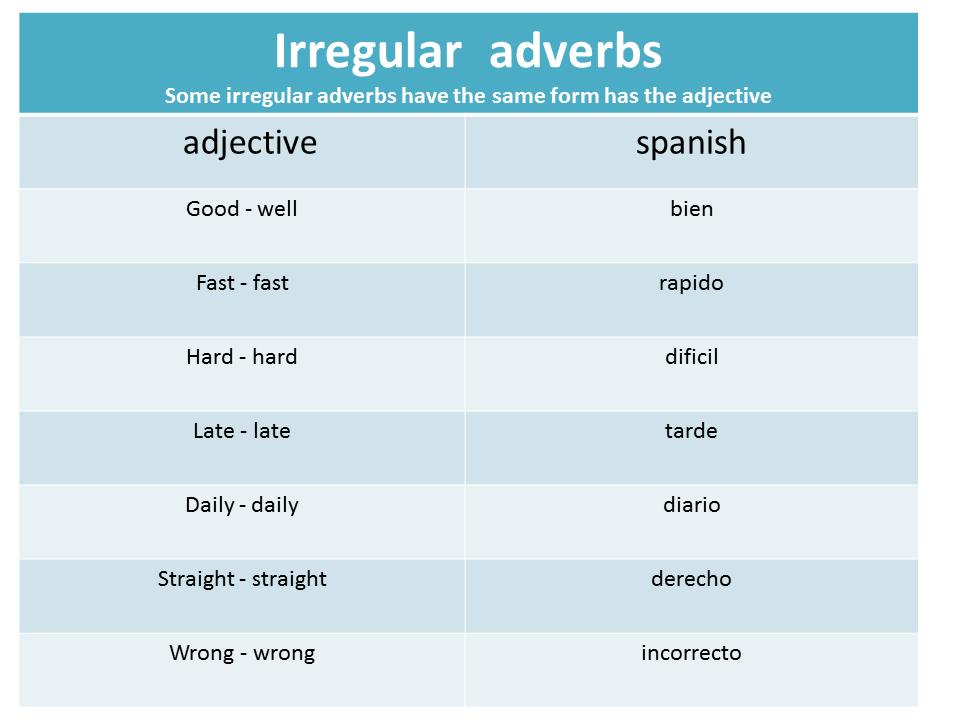 Irregular adverbs
Some irregular adverbs have the same form has the adjective
adjective spanish
Good - well bien
Fast - fast rapido
Hard - hard dificil
Late - late tarde
Daily - daily diario
Straight - straight derecho
Wrong - wrong incorrecto